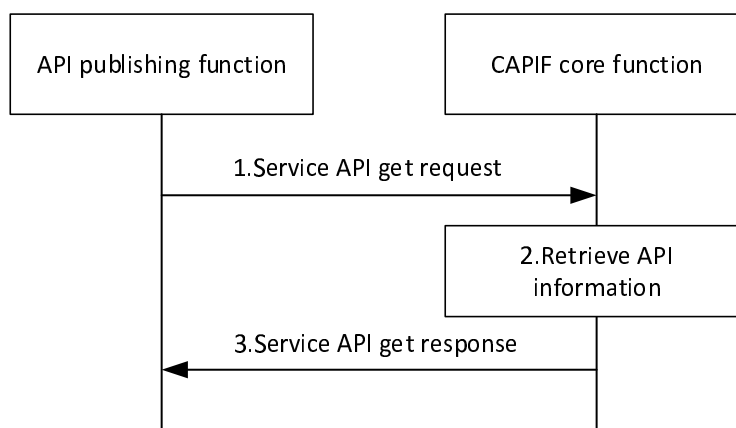 API publishing function
CAPIF core function
1.Service API get request
2.Retrieve API
information
3.Service API get response